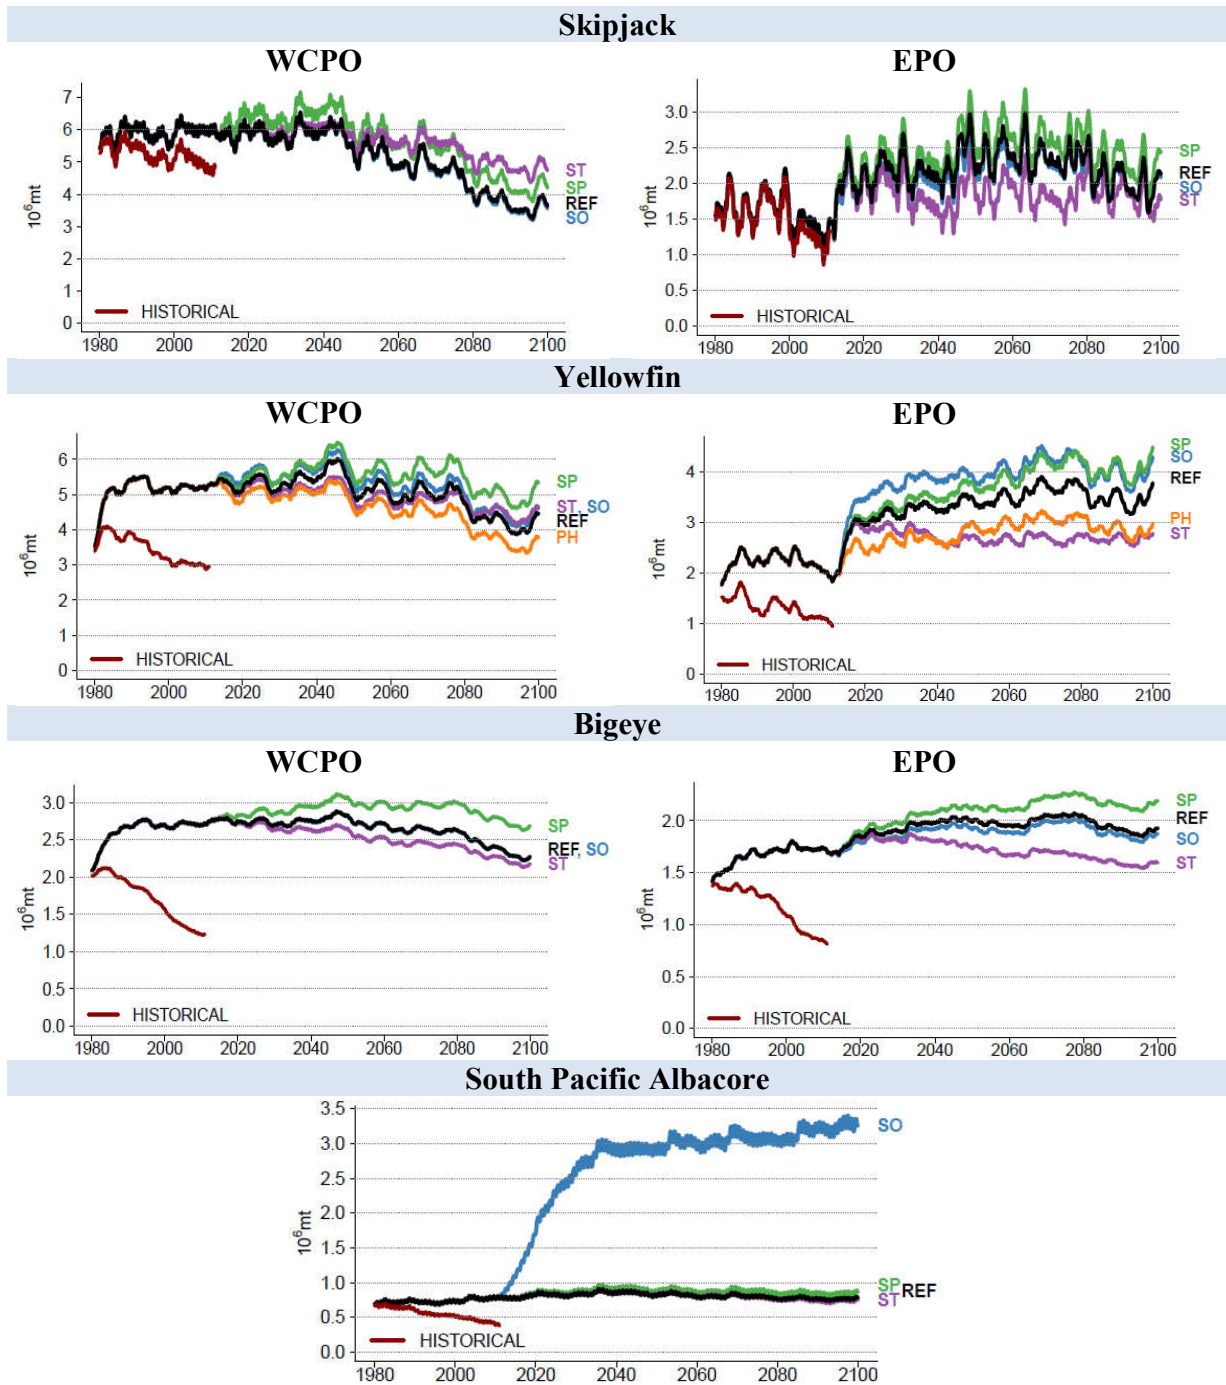 Skipjack
WCPO EPO
7
6
5
4
3
2
1
0
10⁶mt
ST
SP
REF
SO
HISTORICAL
1980 2000 2020 2040 2060 2080 2100
3.0
2.5
2.0
1.5
1.0
0.5
0.0
10⁶mt
SP
REF
SO
ST
HISTORICAL
1980 2000 2020 2040 2060 2080 2100
Yellowfin
WCPO EPO
6
5
4
3
2
1
0
10⁶mt
SP
ST, SO
REF
PH
HISTORICAL
1980 2000 2020 2040 2060 2080 2100
4
3
2
1
0
10⁶mt
SP
SO
REF
PH
ST
HISTORICAL
1980 2000 2020 2040 2060 2080 2100
Bigeye
WCPO EPO
3.0
2.5
2.0
1.5
1.0
0.5
0.0
10⁶mt
SP
REF, SO
ST
HISTORICAL
1980 2000 2020 2040 2060 2080 2100
2.0
1.5
1.0
0.5
0.0
10⁶mt
SP
REF
SO
ST
HISTORICAL
1980 2000 2020 2040 2060 2080 2100
South Pacific Albacore
3.5
3.0
2.5
2.0
1.5
1.0
0.5
0.0
10⁶mt
SO
SP REF
ST
HISTORICAL
1980 2000 2020 2040 2060 2080 2100